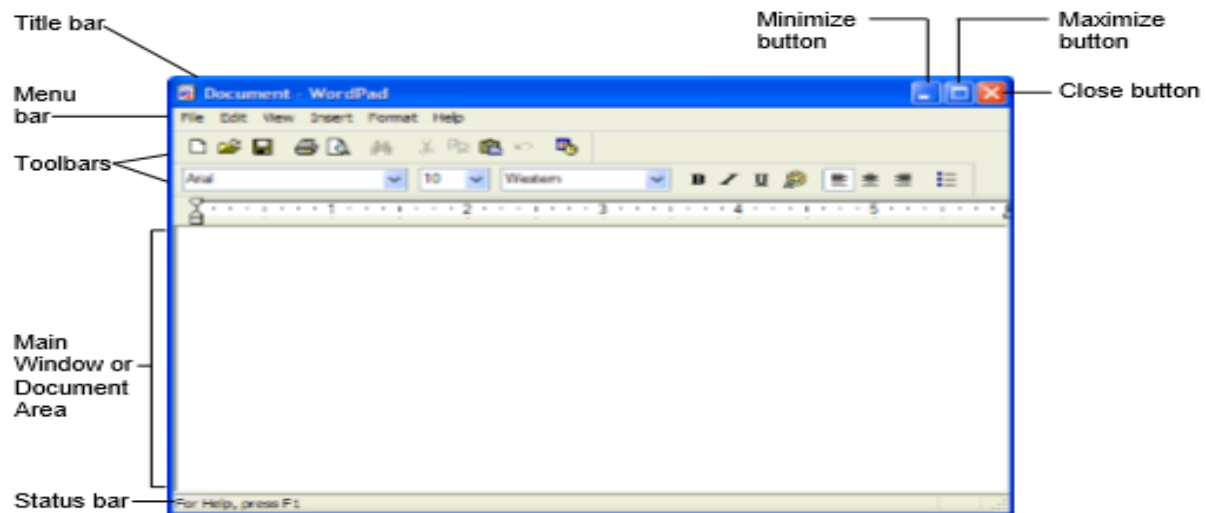 Title bar
Minimize
button
Maximize
button
Document - WordPad
Close button
Menu
bar
File Edit View Insert Format Help
Toolbars
Arial 10 Western B U
1 2 3 4 5
Main
Window or
Document
Area
Status bar
For Help, press F1